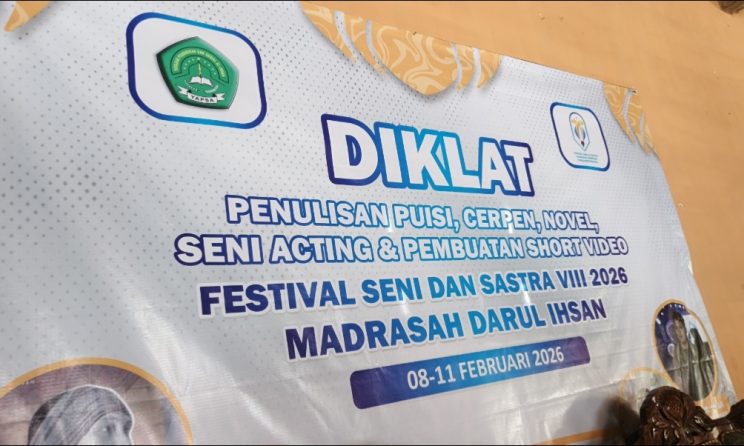 YAPSA
DIKLAT
PENULISAN PUISI, CERPEN, NOVEL,
SENI ACTING & PEMBUATAN SHORT VIDEO
FESTIVAL SENI DAN SASTRA VIII 2026
MADRASAH DARUL IHSAN
08-11 FEBRUARI 2026